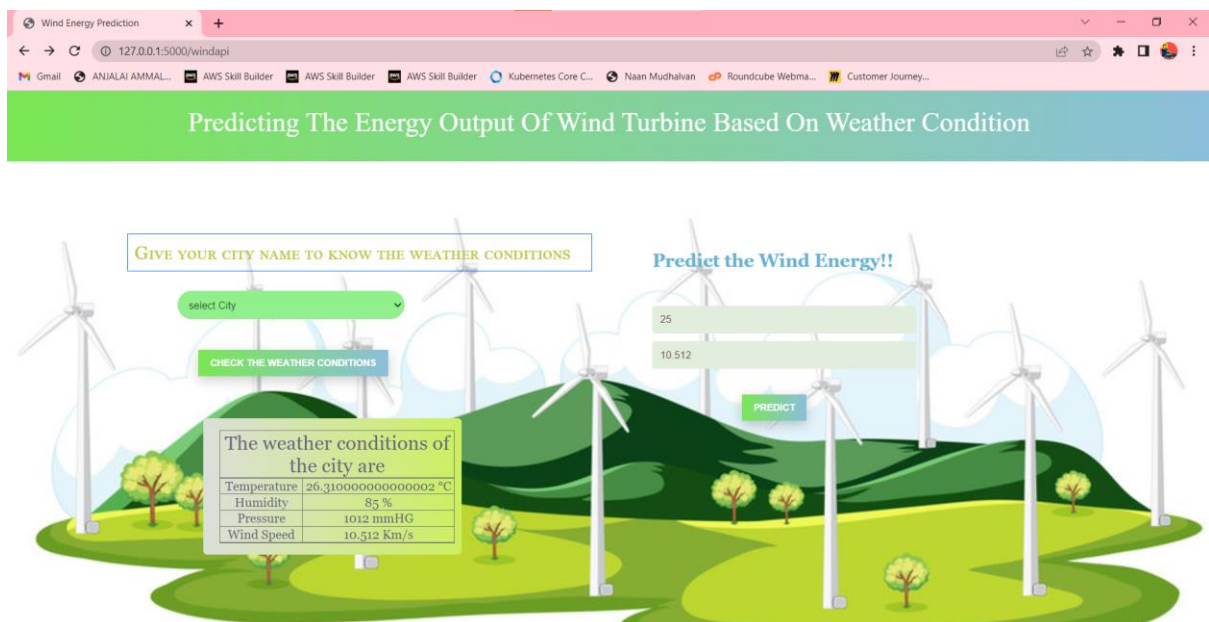 Wind Energy Prediction
127.0.0.1:5000/windapi
Gmail ANJALAI AMMAL... AWS Skill Builder AWS Skill Builder AWS Skill Builder Kubernetes Core C... Naan Mudhalvan Roundcube Webma... Customer Journey...
Predicting The Energy Output Of Wind Turbine Based On Weather Condition
Give your city name to know the weather conditions
select City
CHECK THE WEATHER CONDITIONS
The weather conditions of
the city are
Temperature 26.310000000000002 °C
Humidity 85 %
Pressure 1012 mmHG
Wind Speed 10.512 Km/s
Predict the Wind Energy!!
25
10.512
PREDICT